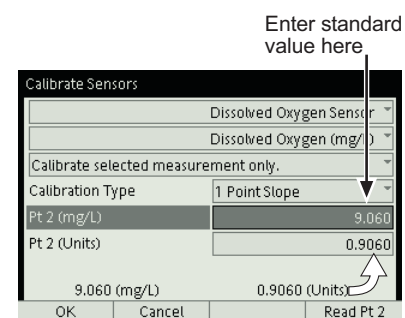 Enter standard
value here
Calibrate Sensors
Dissolved Oxygen Sensor
Dissolved Oxygen (mg/L)
Calibrate selected measurement only.
Calibration Type 1 Point Slope
Pt 2 (mg/L) 9.060
Pt 2 (Units) 0.9060
9.060 (mg/L) 0.9060 (Units)
OK Cancel Read Pt 2